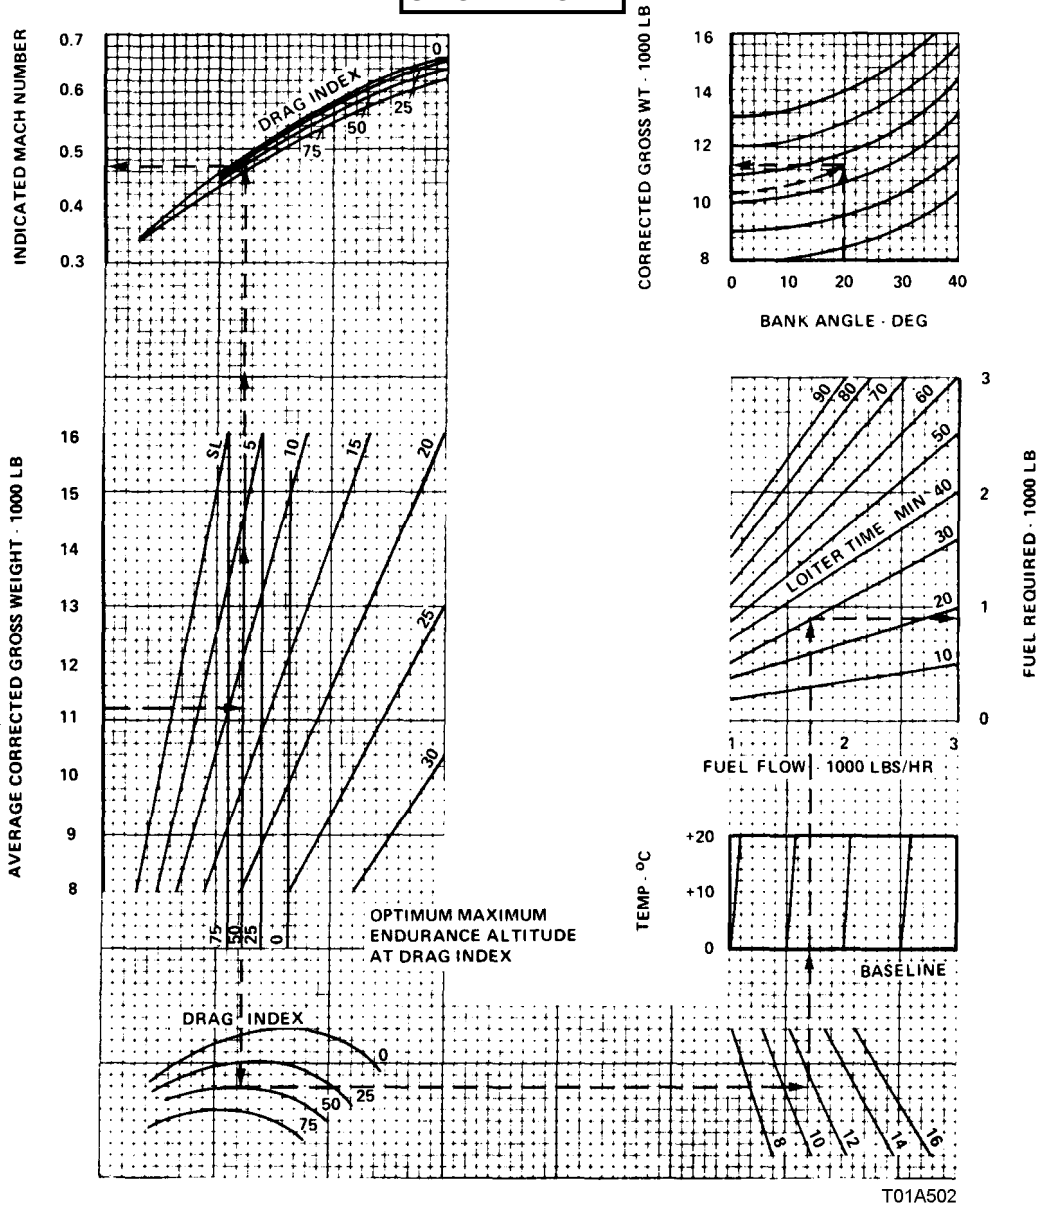 INDICATED MACH NUMBER
0.7
0.6
0.5
0.4
0.3
DRAG INDEX
0
25
50
75
CORRECTED GROSS WT - 1000 LB
16
14
12
10
8
0 10 20 30 40
BANK ANGLE - DEG
AVERAGE CORRECTED GROSS WEIGHT - 1000 LB
16
15
14
13
12
11
10
9
8
SL 5 10 15 20
25
30
75 50 25 0
OPTIMUM MAXIMUM
ENDURANCE ALTITUDE
AT DRAG INDEX
90 80 70 60
50
40
30
20
10
LOITER TIME MIN
3
2
1
0
FUEL REQUIRED - 1000 LB
1 2 3
FUEL FLOW - 1000 LBS/HR
TEMP - °C
+20
+10
0
BASELINE
DRAG INDEX
0
25
50
75
8 10 12 14 16
T01A502